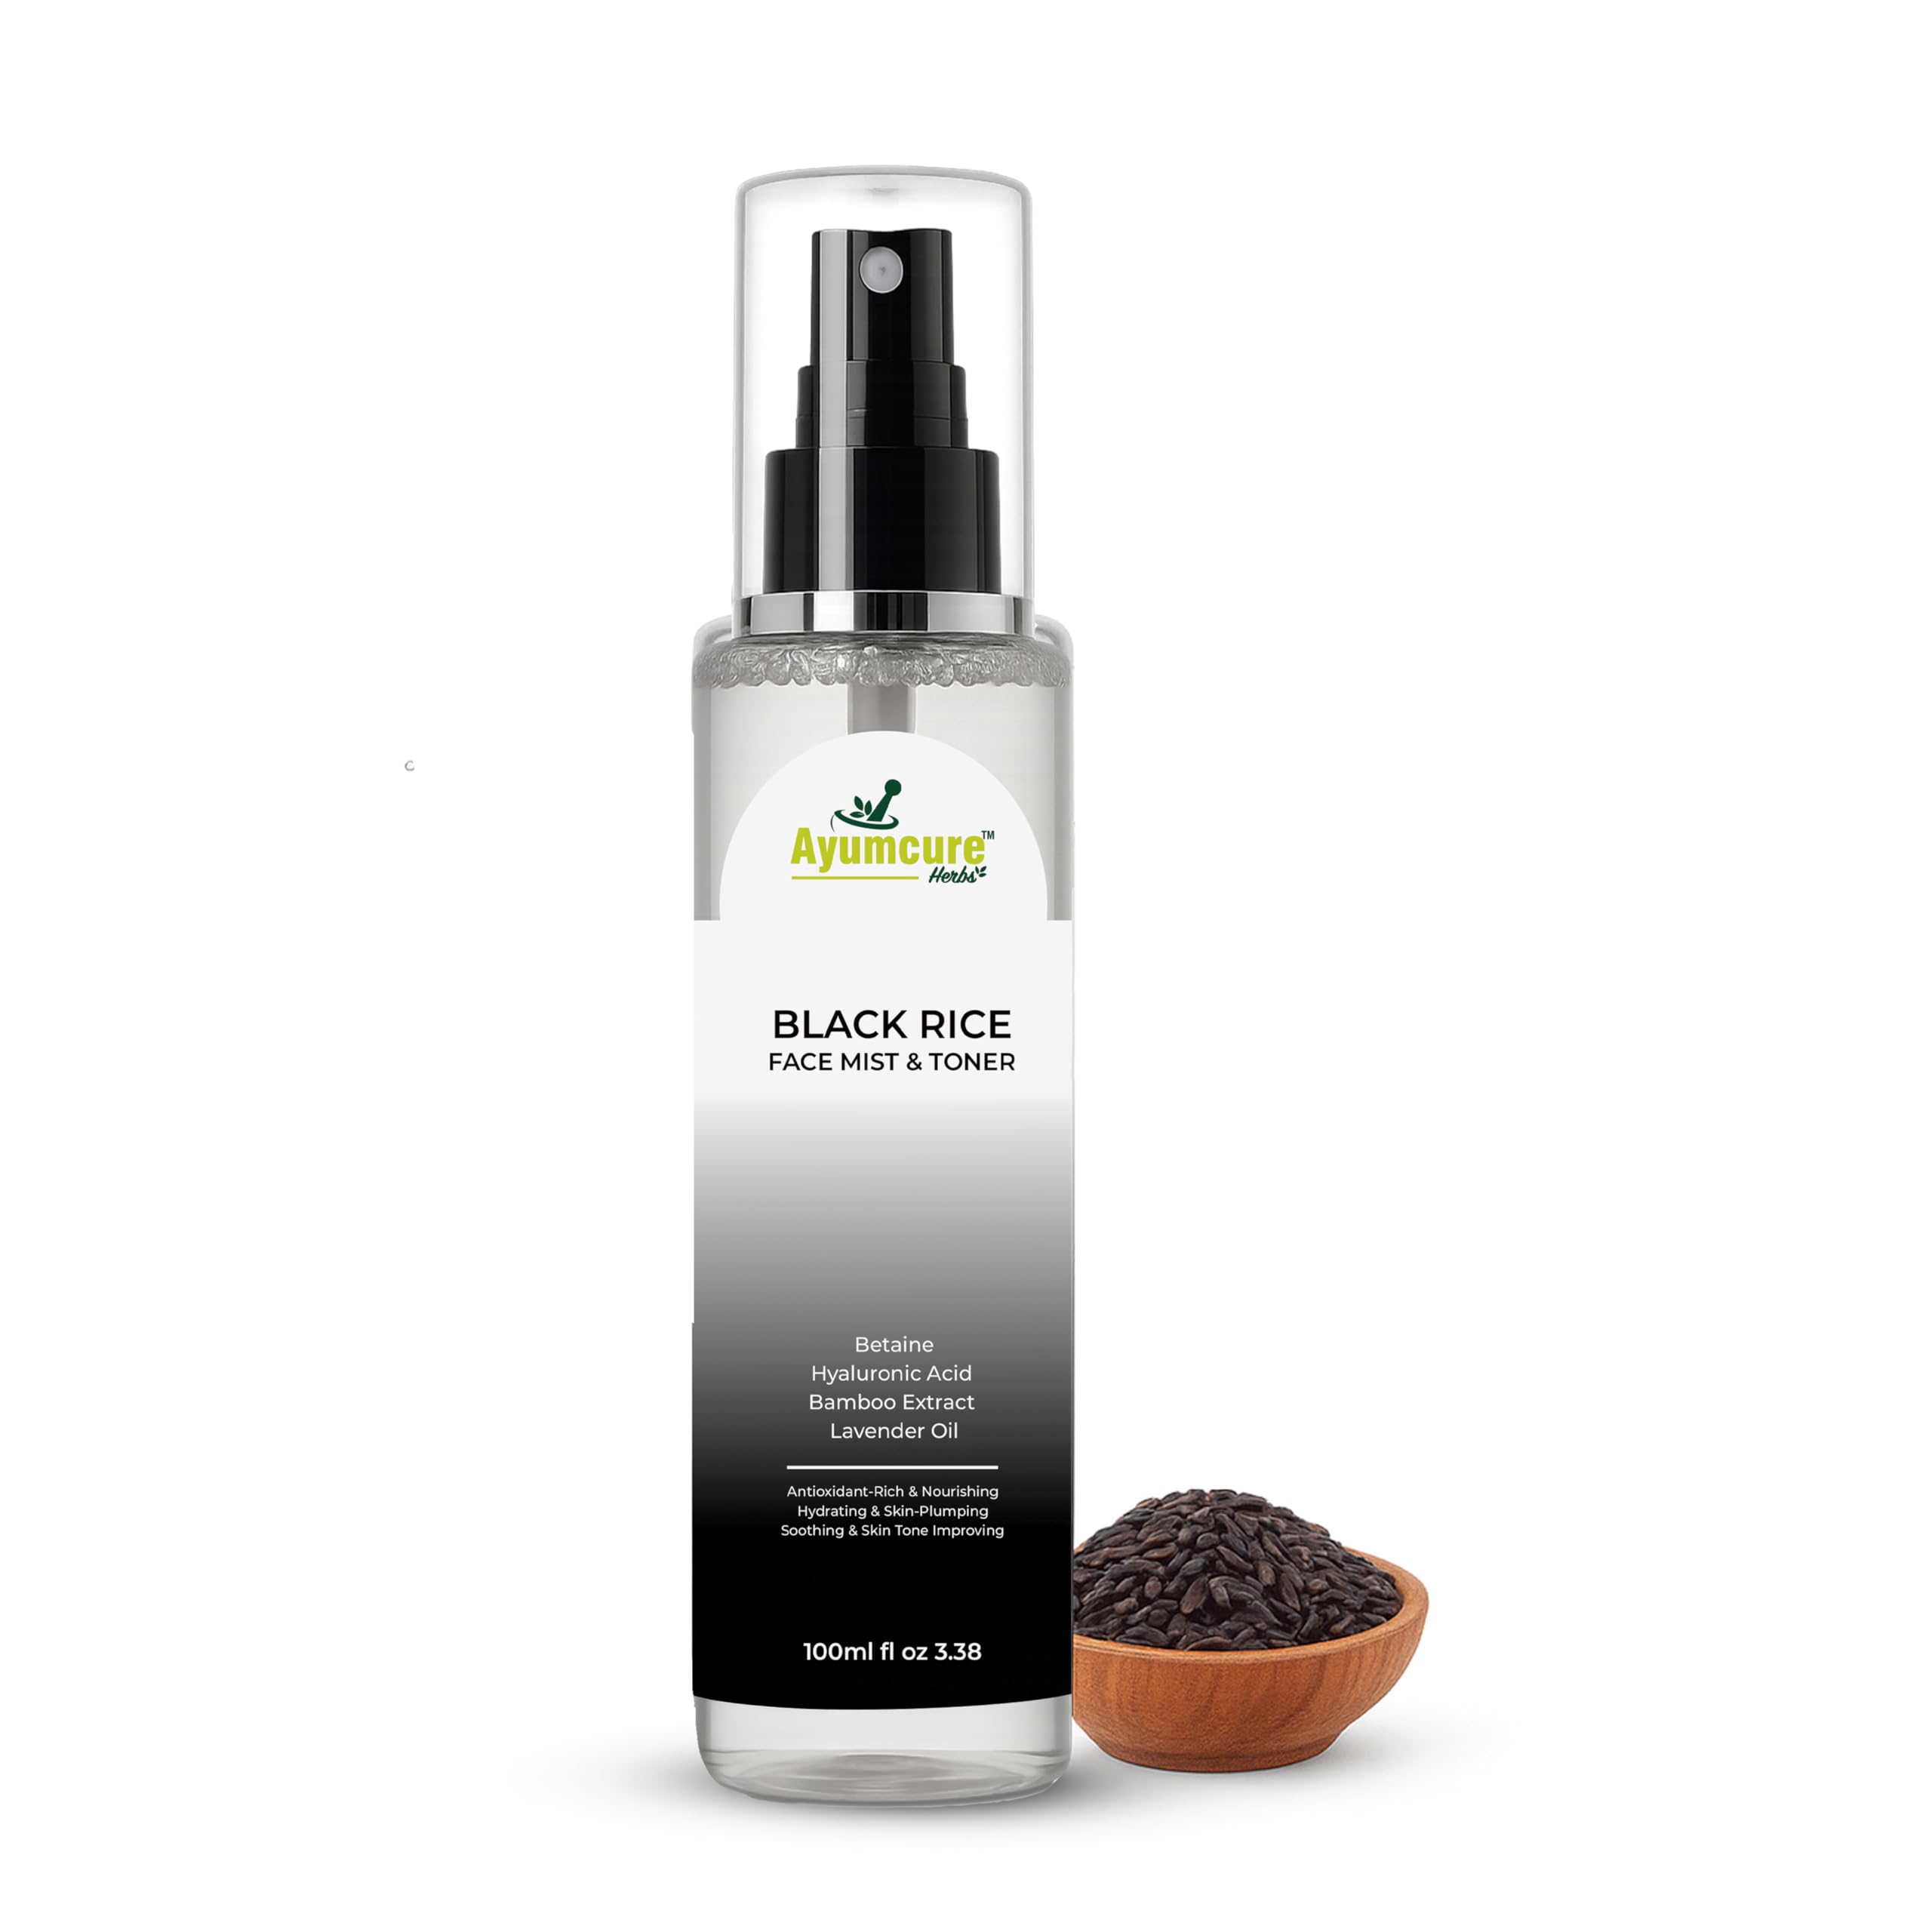 Ayumcure™
Herbs
BLACK RICE
FACE MIST & TONER
Betaine
Hyaluronic Acid
Bamboo Extract
Lavender Oil
Antioxidant-Rich & Nourishing
Hydrating & Skin-Plumping
Soothing & Skin Tone Improving
100ml fl oz 3.38